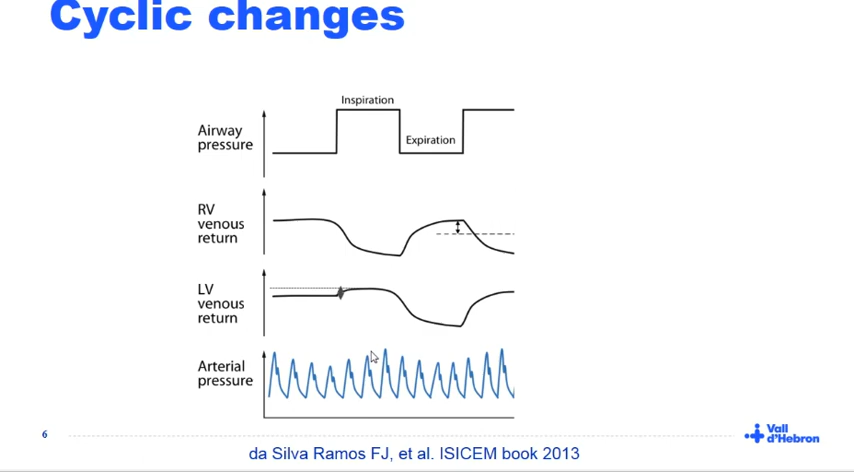 Cyclic changes
Inspiration
Airway
pressure
Expiration
RV
venous
return
LV
venous
return
Arterial
pressure
6
Vall
d'Hebron
da Silva Ramos FJ, et al. ISICEM book 2013